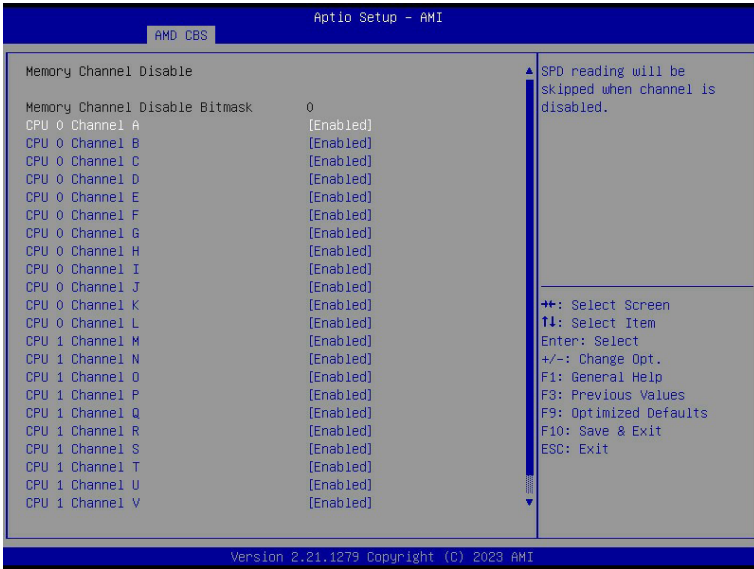 Aptio Setup – AMI
AMD CBS
Memory Channel Disable
Memory Channel Disable Bitmask 0
CPU 0 Channel A [Enabled]
CPU 0 Channel B [Enabled]
CPU 0 Channel C [Enabled]
CPU 0 Channel D [Enabled]
CPU 0 Channel E [Enabled]
CPU 0 Channel F [Enabled]
CPU 0 Channel G [Enabled]
CPU 0 Channel H [Enabled]
CPU 0 Channel I [Enabled]
CPU 0 Channel J [Enabled]
CPU 0 Channel K [Enabled]
CPU 0 Channel L [Enabled]
CPU 1 Channel M [Enabled]
CPU 1 Channel N [Enabled]
CPU 1 Channel O [Enabled]
CPU 1 Channel P [Enabled]
CPU 1 Channel Q [Enabled]
CPU 1 Channel R [Enabled]
CPU 1 Channel S [Enabled]
CPU 1 Channel T [Enabled]
CPU 1 Channel U [Enabled]
CPU 1 Channel V [Enabled]
SPD reading will be
skipped when channel is
disabled.
→←: Select Screen
↑↓: Select Item
Enter: Select
+/-: Change Opt.
F1: General Help
F3: Previous Values
F9: Optimized Defaults
F10: Save & Exit
ESC: Exit
Version 2.21.1279 Copyright (C) 2023 AMI